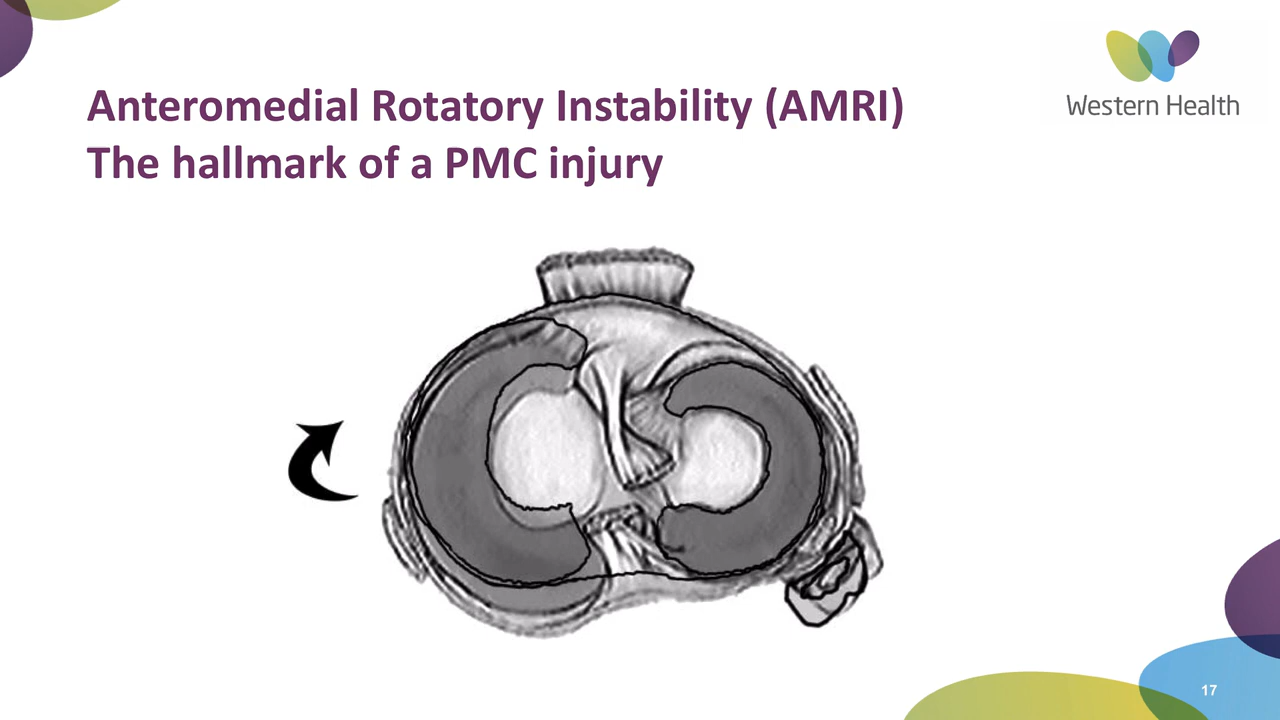 Anteromedial Rotatory Instability (AMRI)
The hallmark of a PMC injury
Western Health
17